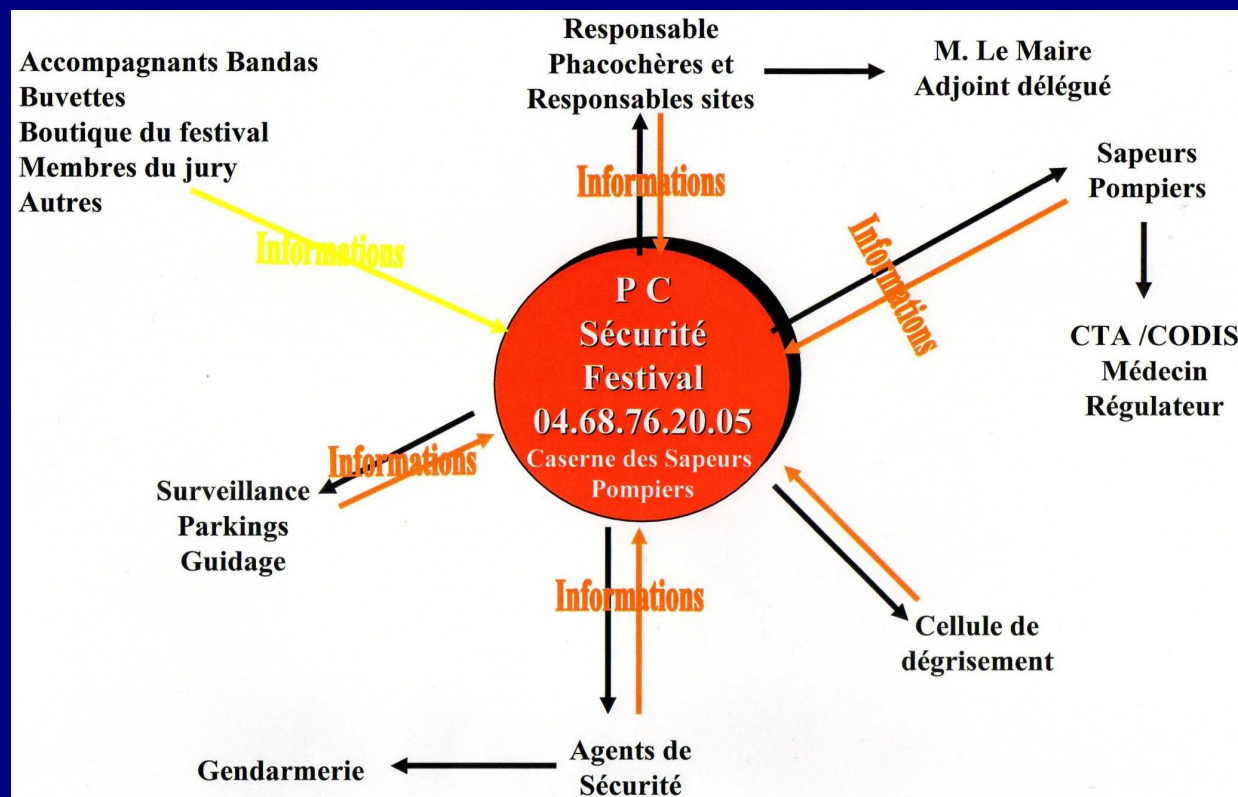 Accompagnants Bandas
Buvettes
Boutique du festival
Membres du jury
Autres
Responsable
Phacochères et
Responsables sites
M. Le Maire
Adjoint délégué
Sapeurs
Pompiers
Informations
Informations
Informations
P C
Sécurité
Festival
04.68.76.20.05
Caserne des Sapeurs
Pompiers
CTA /CODIS
Médecin
Régulateur
Informations
Surveillance
Parkings
Guidage
Informations
Cellule de
dégrisement
Gendarmerie
Agents de
Sécurité